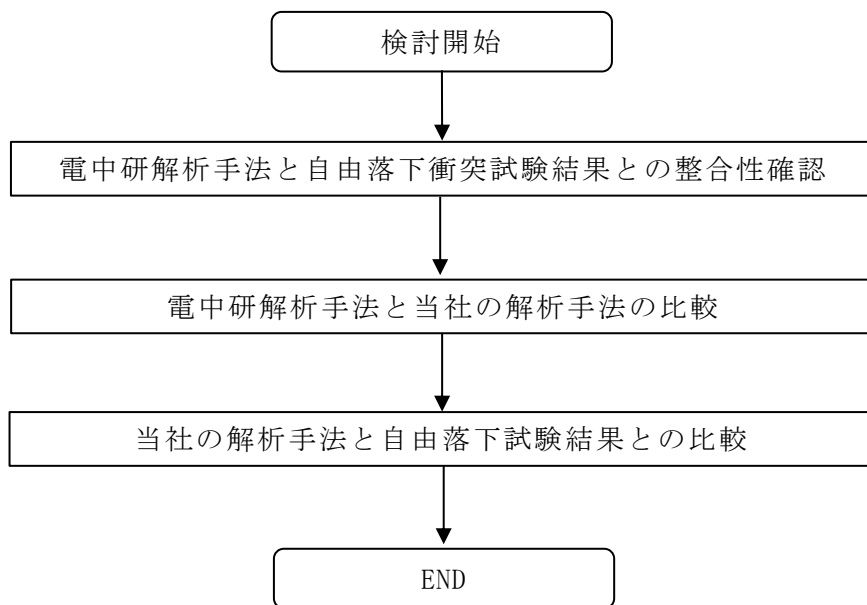 検討開始
電中研解析手法と自由落下衝突試験結果との整合性確認
電中研解析手法と当社の解析手法の比較
当社の解析手法と自由落下試験結果との比較
END